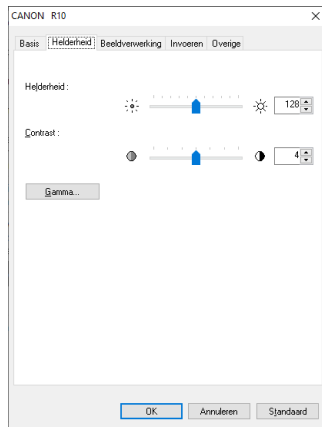 CANON R10
Basis Helderheid Beeldverwerking Invoeren Overige
Helderheid :
128
Contrast :
4
Gamma...
OK Annuleren Standaard